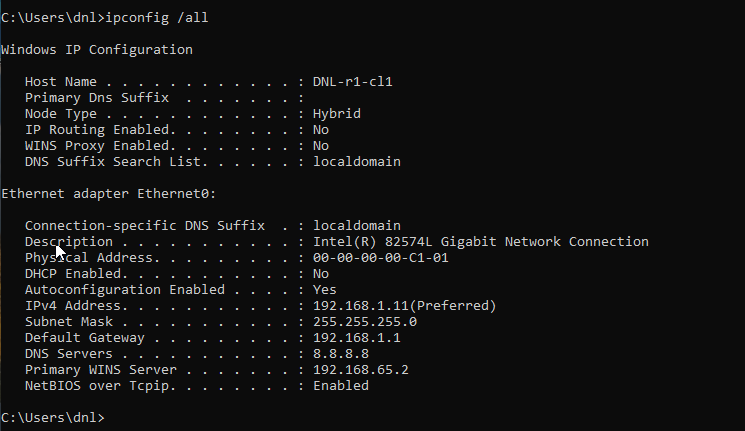 C:\Users\dnl>ipconfig /all
Windows IP Configuration
Host Name . . . . . . . . . . . . : DNL-r1-cl1
Primary Dns Suffix  . . . . . . . :
Node Type . . . . . . . . . . . . : Hybrid
IP Routing Enabled. . . . . . . . : No
WINS Proxy Enabled. . . . . . . . : No
DNS Suffix Search List. . . . . . : localdomain
Ethernet adapter Ethernet0:
Connection-specific DNS Suffix  . : localdomain
Description . . . . . . . . . . . : Intel(R) 82574L Gigabit Network Connection
Physical Address. . . . . . . . . : 00-00-00-00-C1-01
DHCP Enabled. . . . . . . . . . . : No
Autoconfiguration Enabled . . . . : Yes
IPv4 Address. . . . . . . . . . . : 192.168.1.11(Preferred)
Subnet Mask . . . . . . . . . . . : 255.255.255.0
Default Gateway . . . . . . . . . : 192.168.1.1
DNS Servers . . . . . . . . . . . : 8.8.8.8
Primary WINS Server . . . . . . . : 192.168.65.2
NetBIOS over Tcpip. . . . . . . . : Enabled
C:\Users\dnl>